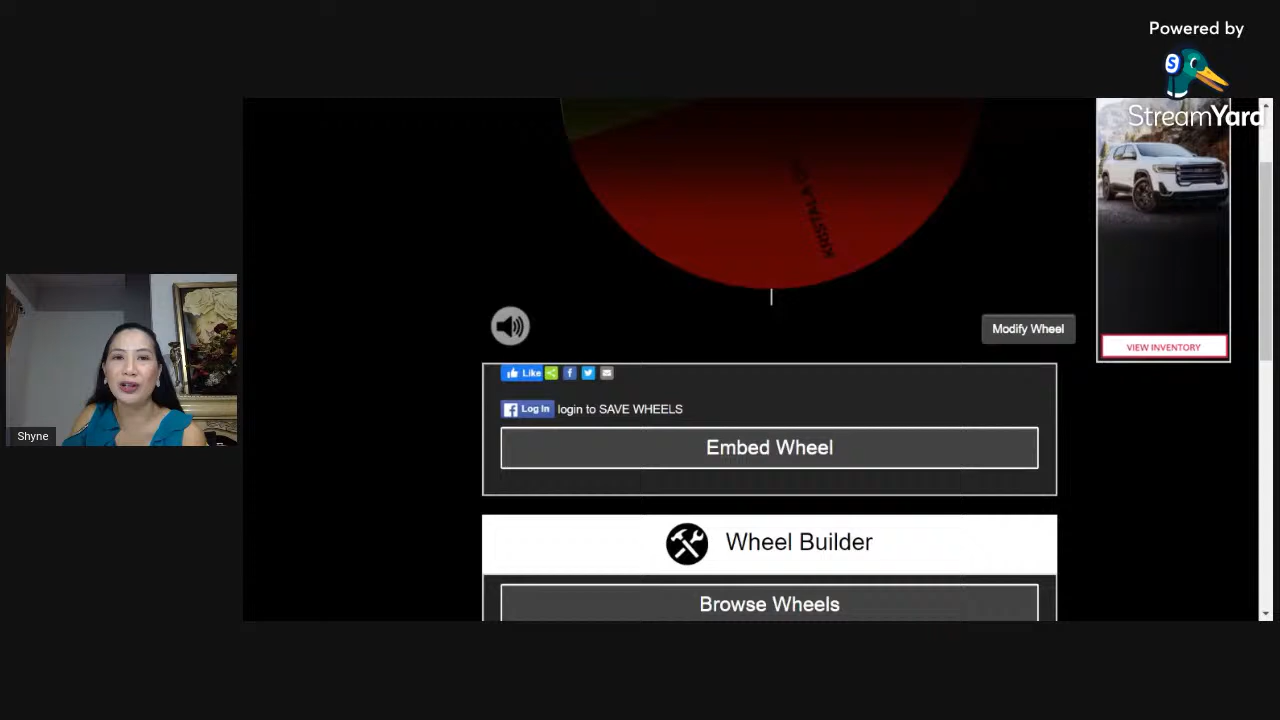 Powered by
StreamYard
KRISTALA
Modify Wheel
VIEW INVENTORY
Like
Log In login to SAVE WHEELS
Shyne
Embed Wheel
Wheel Builder
Browse Wheels